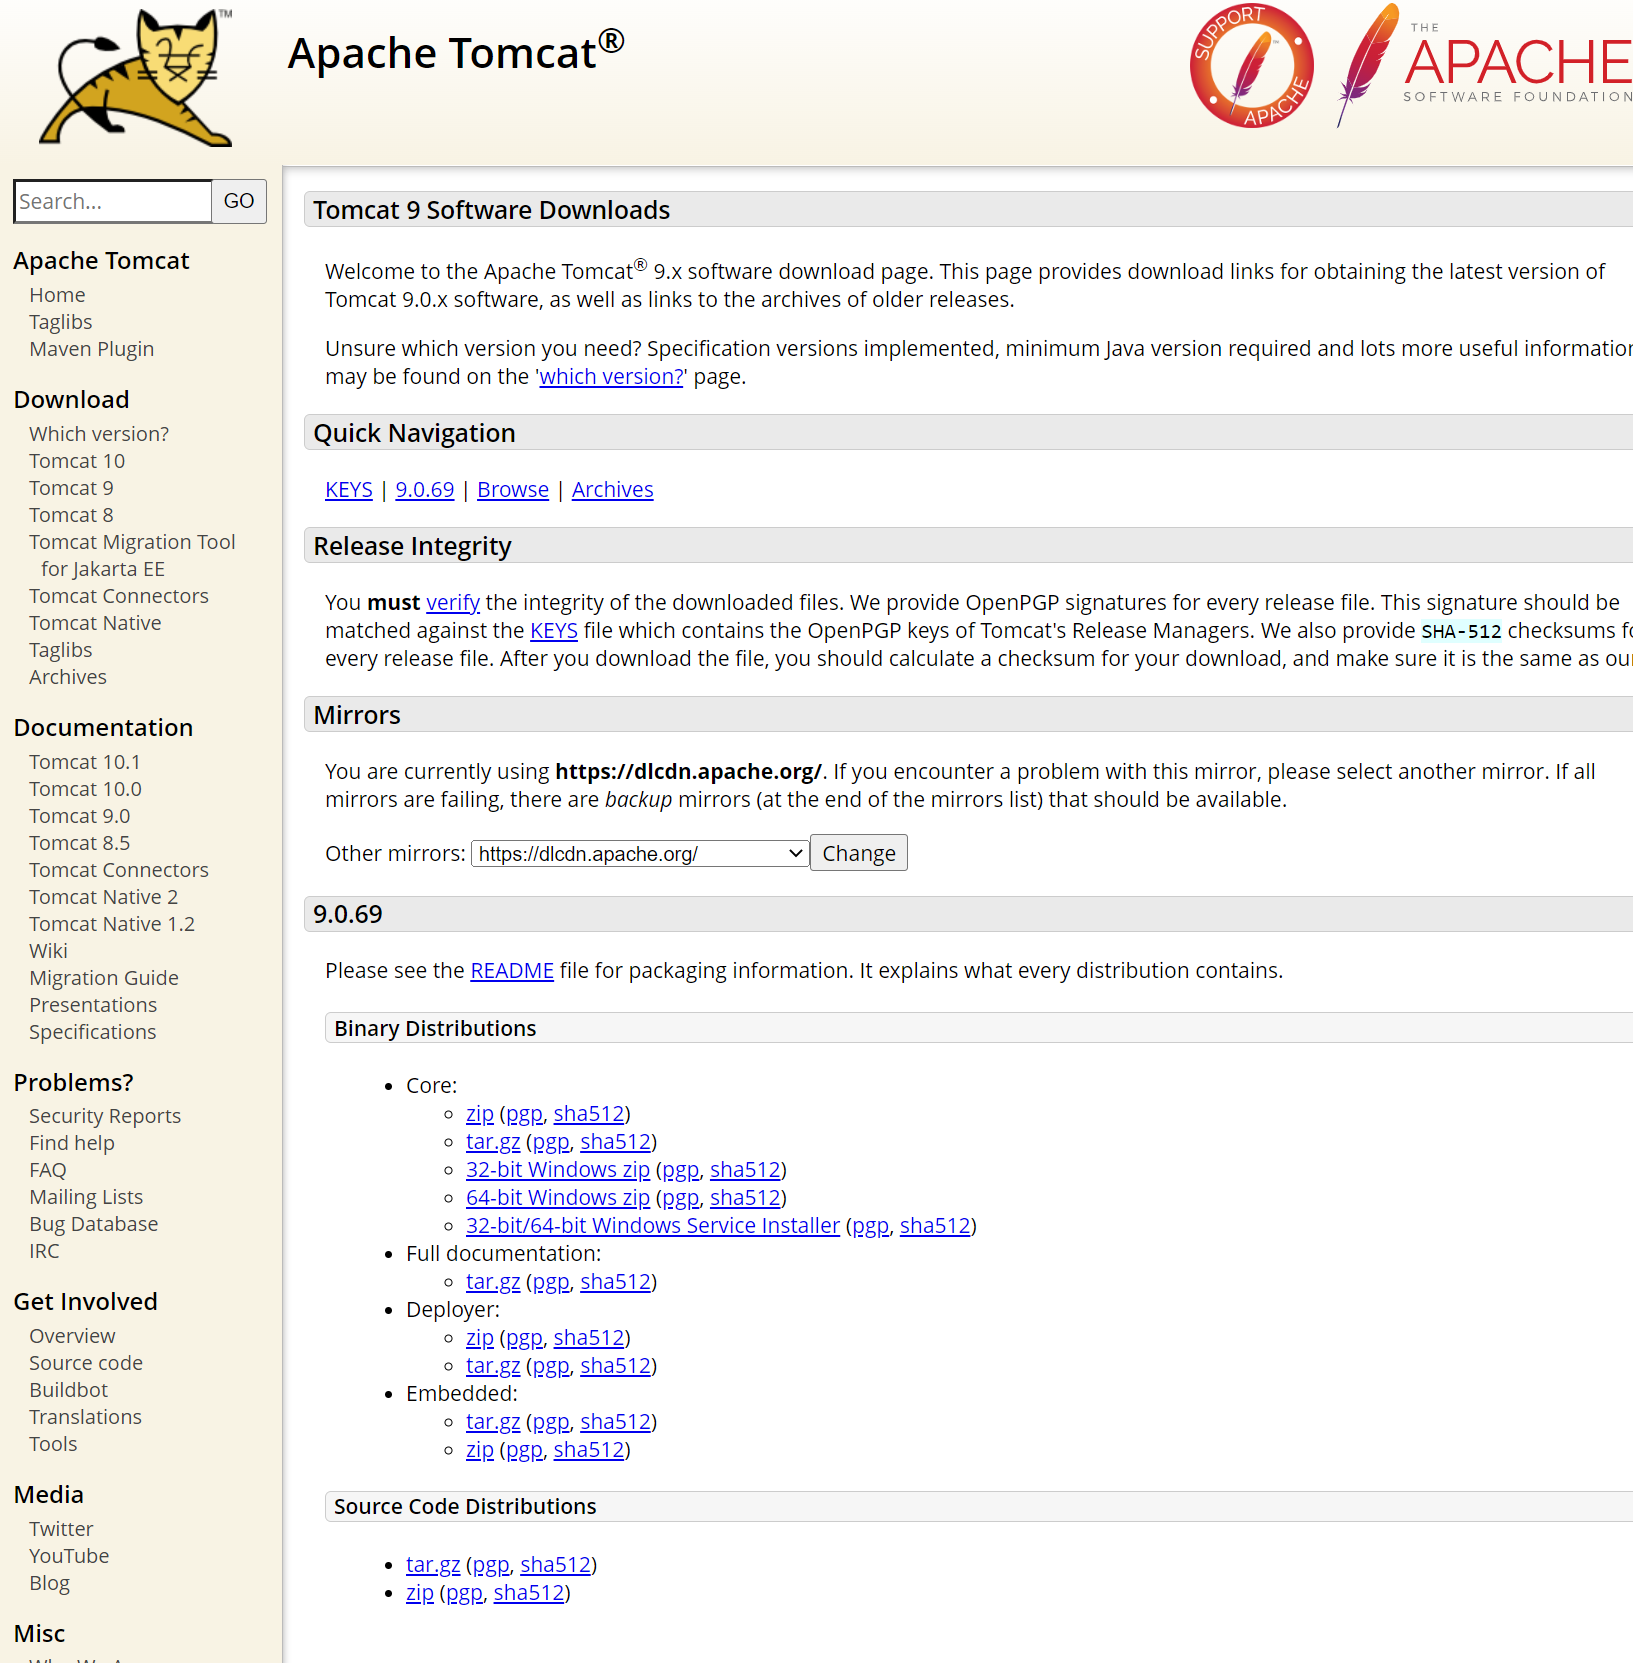 ™
Apache Tomcat®
SUPPORT
APACHE
™
THE
APACHE
SOFTWARE FOUNDATION
Search...
GO
Apache Tomcat
Home
Taglibs
Maven Plugin
Download
Which version?
Tomcat 10
Tomcat 9
Tomcat 8
Tomcat Migration Tool
for Jakarta EE
Tomcat Connectors
Tomcat Native
Taglibs
Archives
Documentation
Tomcat 10.1
Tomcat 10.0
Tomcat 9.0
Tomcat 8.5
Tomcat Connectors
Tomcat Native 2
Tomcat Native 1.2
Wiki
Migration Guide
Presentations
Specifications
Problems?
Security Reports
Find help
FAQ
Mailing Lists
Bug Database
IRC
Get Involved
Overview
Source code
Buildbot
Translations
Tools
Media
Twitter
YouTube
Blog
Misc
Tomcat 9 Software Downloads
Welcome to the Apache Tomcat® 9.x software download page. This page provides download links for obtaining the latest version of
Tomcat 9.0.x software, as well as links to the archives of older releases.
Unsure which version you need? Specification versions implemented, minimum Java version required and lots more useful information
may be found on the 'which version?' page.
Quick Navigation
KEYS | 9.0.69 | Browse | Archives
Release Integrity
You must verify the integrity of the downloaded files. We provide OpenPGP signatures for every release file. This signature should be
matched against the KEYS file which contains the OpenPGP keys of Tomcat's Release Managers. We also provide SHA-512 checksums
every release file. After you download the file, you should calculate a checksum for your download, and make sure it is the same as
Mirrors
You are currently using https://dlcdn.apache.org/. If you encounter a problem with this mirror, please select another mirror. If all
mirrors are failing, there are backup mirrors (at the end of the mirrors list) that should be available.
Other mirrors: https://dlcdn.apache.org/ Change
9.0.69
Please see the README file for packaging information. It explains what every distribution contains.
Binary Distributions
• Core:
◦ zip (pgp, sha512)
◦ tar.gz (pgp, sha512)
◦ 32-bit Windows zip (pgp, sha512)
◦ 64-bit Windows zip (pgp, sha512)
◦ 32-bit/64-bit Windows Service Installer (pgp, sha512)
• Full documentation:
◦ tar.gz (pgp, sha512)
• Deployer:
◦ zip (pgp, sha512)
◦ tar.gz (pgp, sha512)
• Embedded:
◦ tar.gz (pgp, sha512)
◦ zip (pgp, sha512)
Source Code Distributions
• tar.gz (pgp, sha512)
• zip (pgp, sha512)